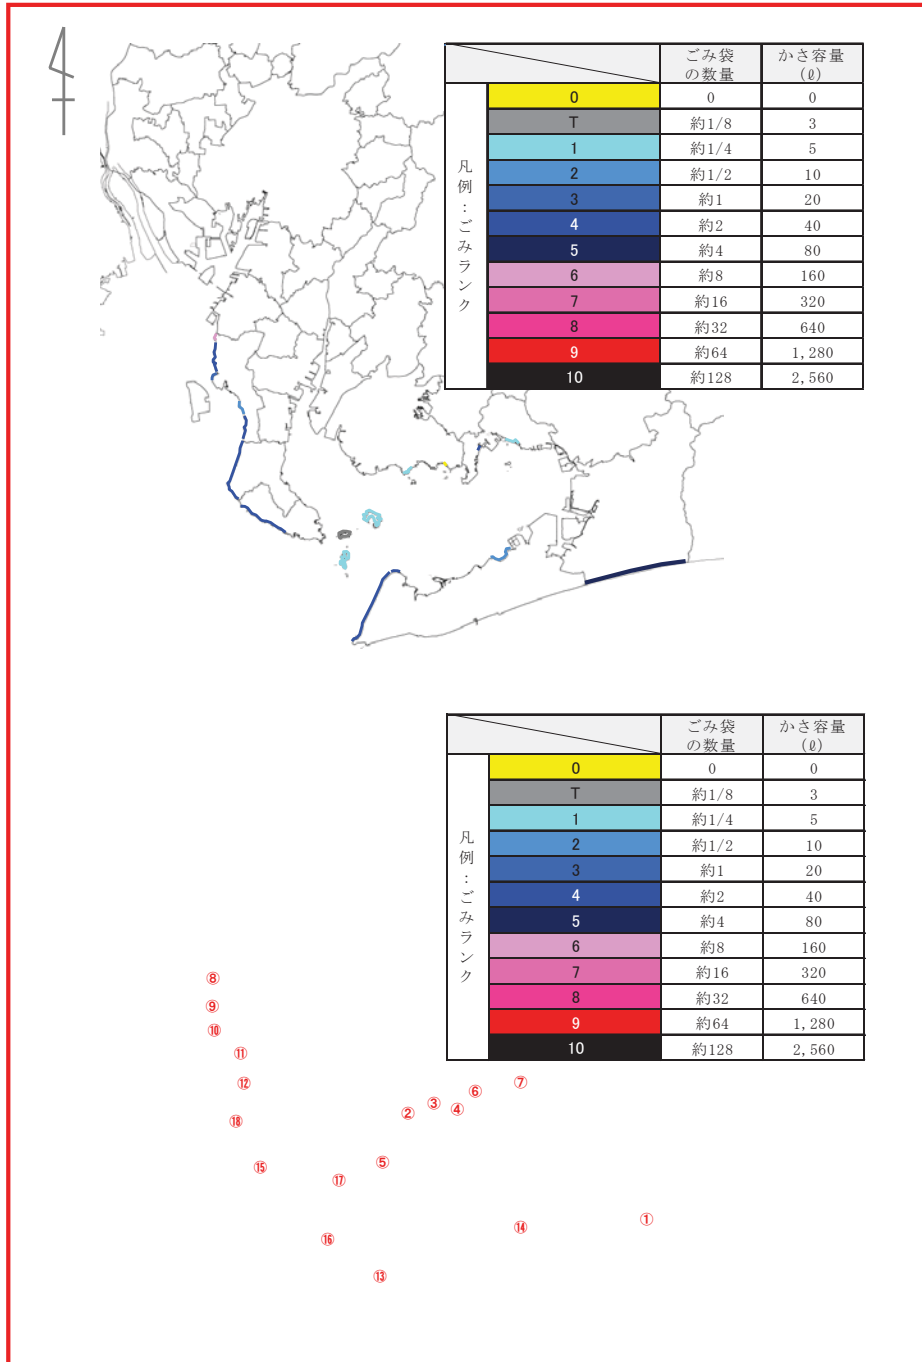 ごみ袋の数量 かさ容量(ℓ)
凡例：ごみランク
0 0 0
T 約1/8 3
1 約1/4 5
2 約1/2 10
3 約1 20
4 約2 40
5 約4 80
6 約8 160
7 約16 320
8 約32 640
9 約64 1,280
10 約128 2,560
ごみ袋の数量 かさ容量(ℓ)
凡例：ごみランク
0 0 0
T 約1/8 3
1 約1/4 5
2 約1/2 10
3 約1 20
4 約2 40
5 約4 80
6 約8 160
7 約16 320
8 約32 640
9 約64 1,280
10 約128 2,560
⑧
⑨
⑩
⑪
⑫
⑦
⑥
③
④
②
⑱
⑤
⑮
⑰
①
⑭
⑯
⑬